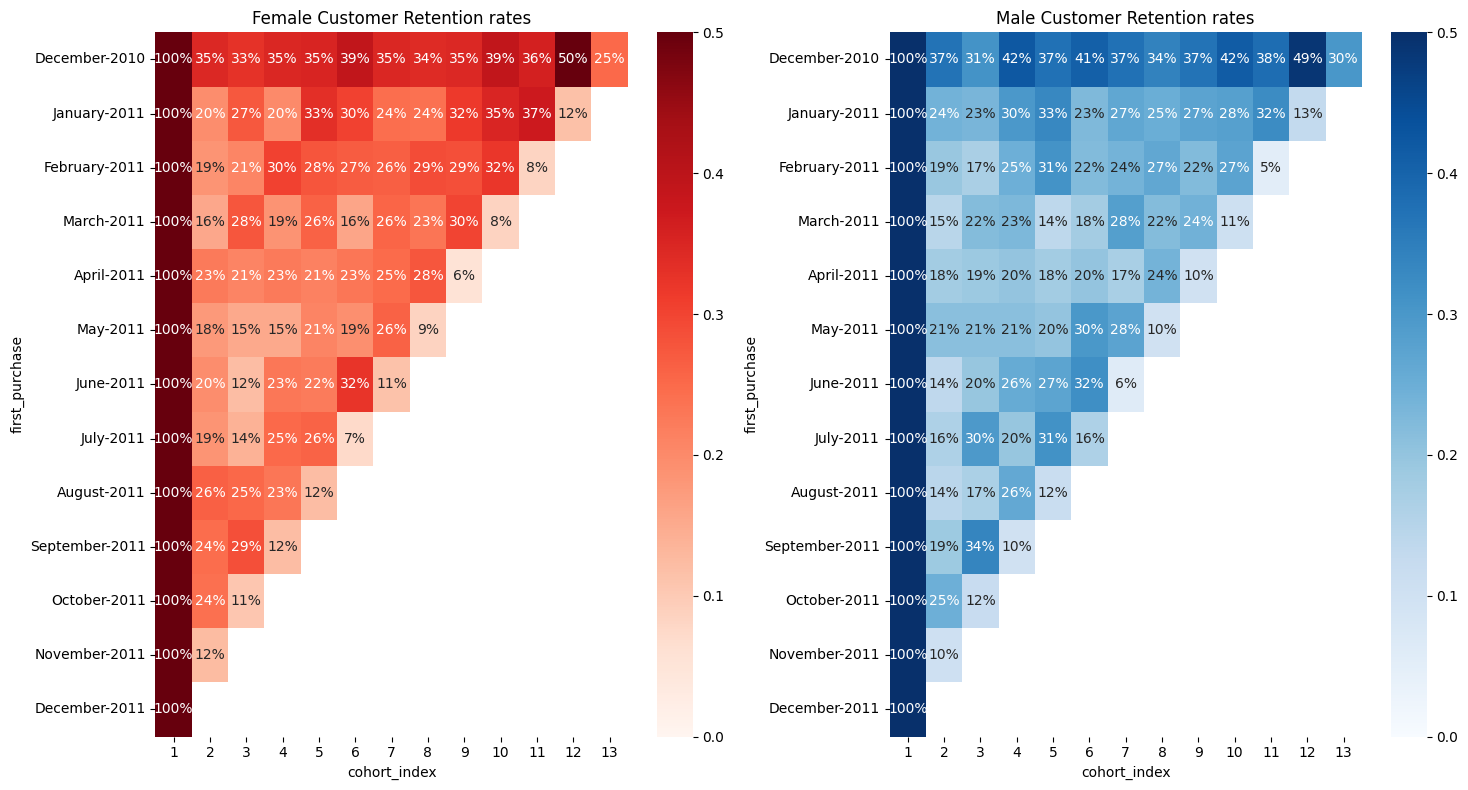 Female Customer Retention rates
first_purchase
December-2010 100% 35% 33% 35% 35% 39% 35% 34% 35% 39% 36% 50% 25%
January-2011 100% 20% 27% 20% 33% 30% 24% 24% 32% 35% 37% 12%
February-2011 100% 19% 21% 30% 28% 27% 26% 29% 29% 32% 8%
March-2011 100% 16% 28% 19% 26% 16% 26% 23% 30% 8%
April-2011 100% 23% 21% 23% 21% 23% 25% 28% 6%
May-2011 100% 18% 15% 15% 21% 19% 26% 9%
June-2011 100% 20% 12% 23% 22% 32% 11%
July-2011 100% 19% 14% 25% 26% 7%
August-2011 100% 26% 25% 23% 12%
September-2011 100% 24% 29% 12%
October-2011 100% 24% 11%
November-2011 100% 12%
December-2011 100%
1 2 3 4 5 6 7 8 9 10 11 12 13
cohort_index
0.5
0.4
0.3
0.2
0.1
0.0
Male Customer Retention rates
first_purchase
December-2010 100% 37% 31% 42% 37% 41% 37% 34% 37% 42% 38% 49% 30%
January-2011 100% 24% 23% 30% 33% 23% 27% 25% 27% 28% 32% 13%
February-2011 100% 19% 17% 25% 31% 22% 24% 27% 22% 27% 5%
March-2011 100% 15% 22% 23% 14% 18% 28% 22% 24% 11%
April-2011 100% 18% 19% 20% 18% 20% 17% 24% 10%
May-2011 100% 21% 21% 21% 20% 30% 28% 10%
June-2011 100% 14% 20% 26% 27% 32% 6%
July-2011 100% 16% 30% 20% 31% 16%
August-2011 100% 14% 17% 26% 12%
September-2011 100% 19% 34% 10%
October-2011 100% 25% 12%
November-2011 100% 10%
December-2011 100%
1 2 3 4 5 6 7 8 9 10 11 12 13
cohort_index
0.5
0.4
0.3
0.2
0.1
0.0